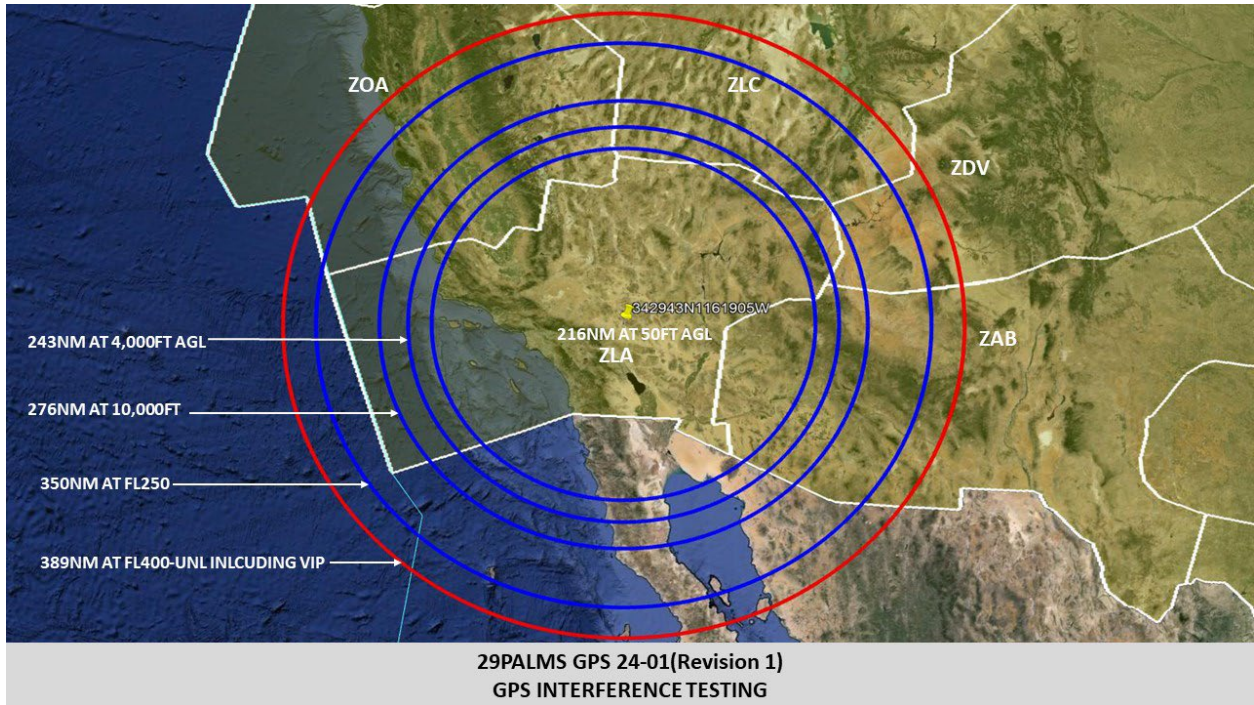 ZOA
ZLC
ZDV
342943N1161905W
216NM AT 50FT AGL
ZLA
ZAB
243NM AT 4,000FT AGL
276NM AT 10,000FT
350NM AT FL250
389NM AT FL400-UNL INLCUDING VIP
29PALMS GPS 24-01(Revision 1)
GPS INTERFERENCE TESTING